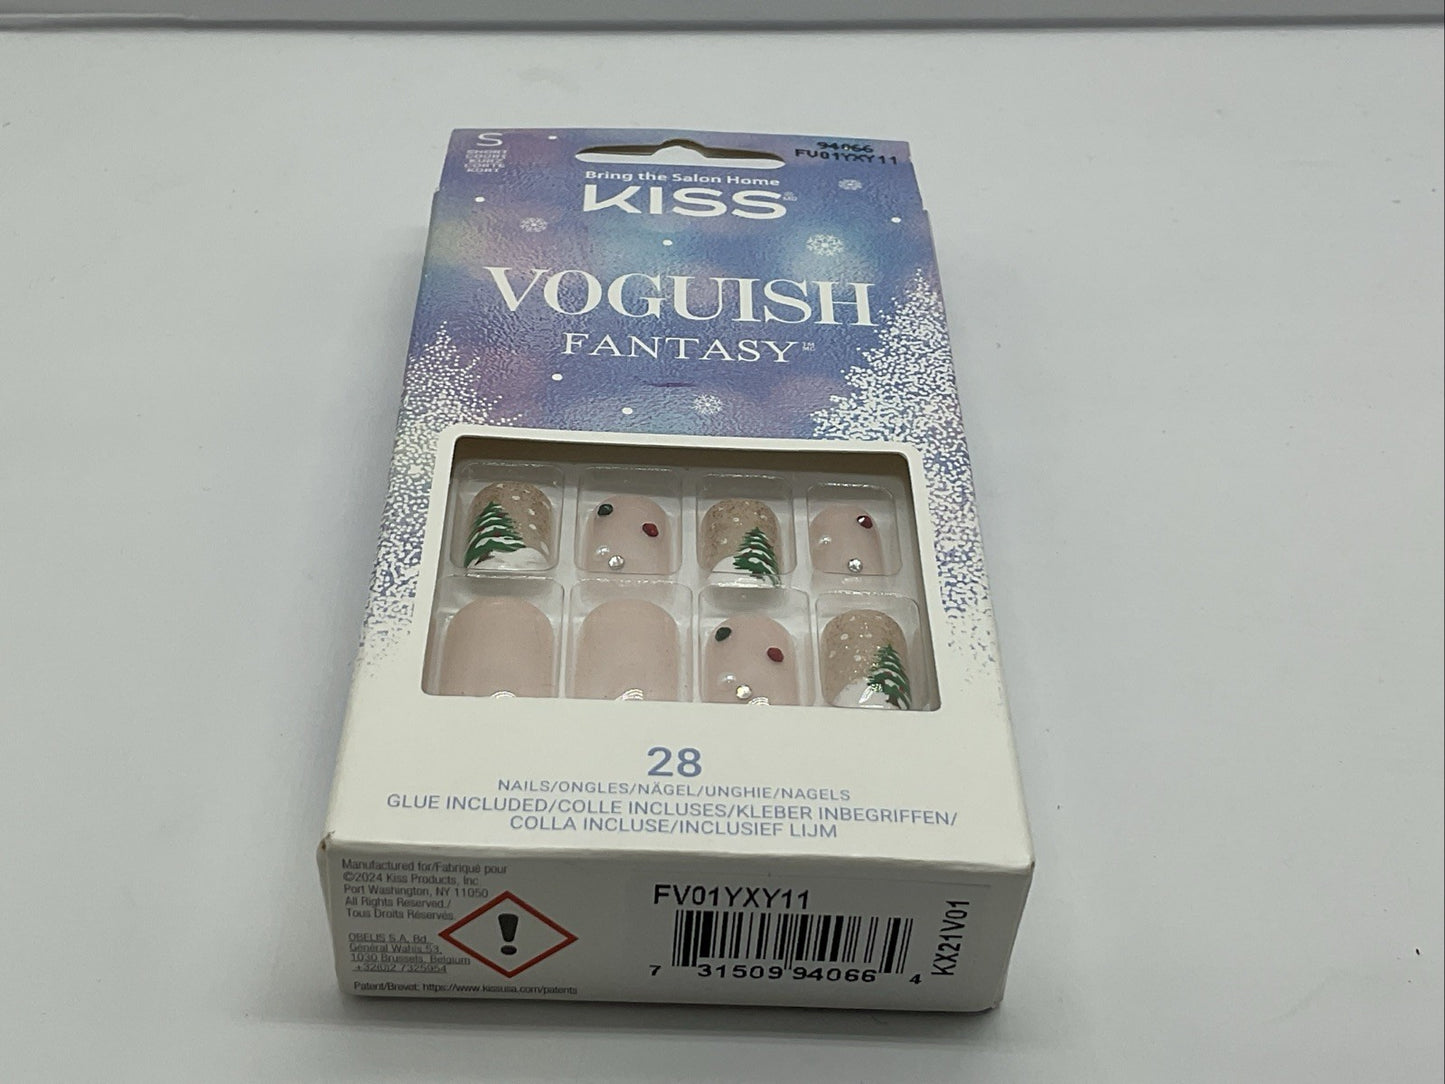 S
SHORT
COURT
KURZ
CORTE
KORT
94066
FV01YXY11
Bring the Salon Home
KISS ® MD
VOGUISH
FANTASY ™ MC
28
NAILS/ONGLES/NÄGEL/UNGHIE/NAGELS
GLUE INCLUDED/COLLE INCLUSES/KLEBER INBEGRIFFEN/
COLLA INCLUSE/INCLUSIEF LIJM
Manufactured for/Fabriqué pour
©2024 Kiss Products, Inc.
Port Washington, NY 11050
All Rights Reserved./
Tous Droits Réservés.
OBELIS S.A, Bd.
Général Wahis 53,
1030 Brussels, Belgium
+32(0)2 7325954
Patent/Brevet: https://www.kissusa.com/patents
FV01YXY11
7 31509 94066 4
KX21V01